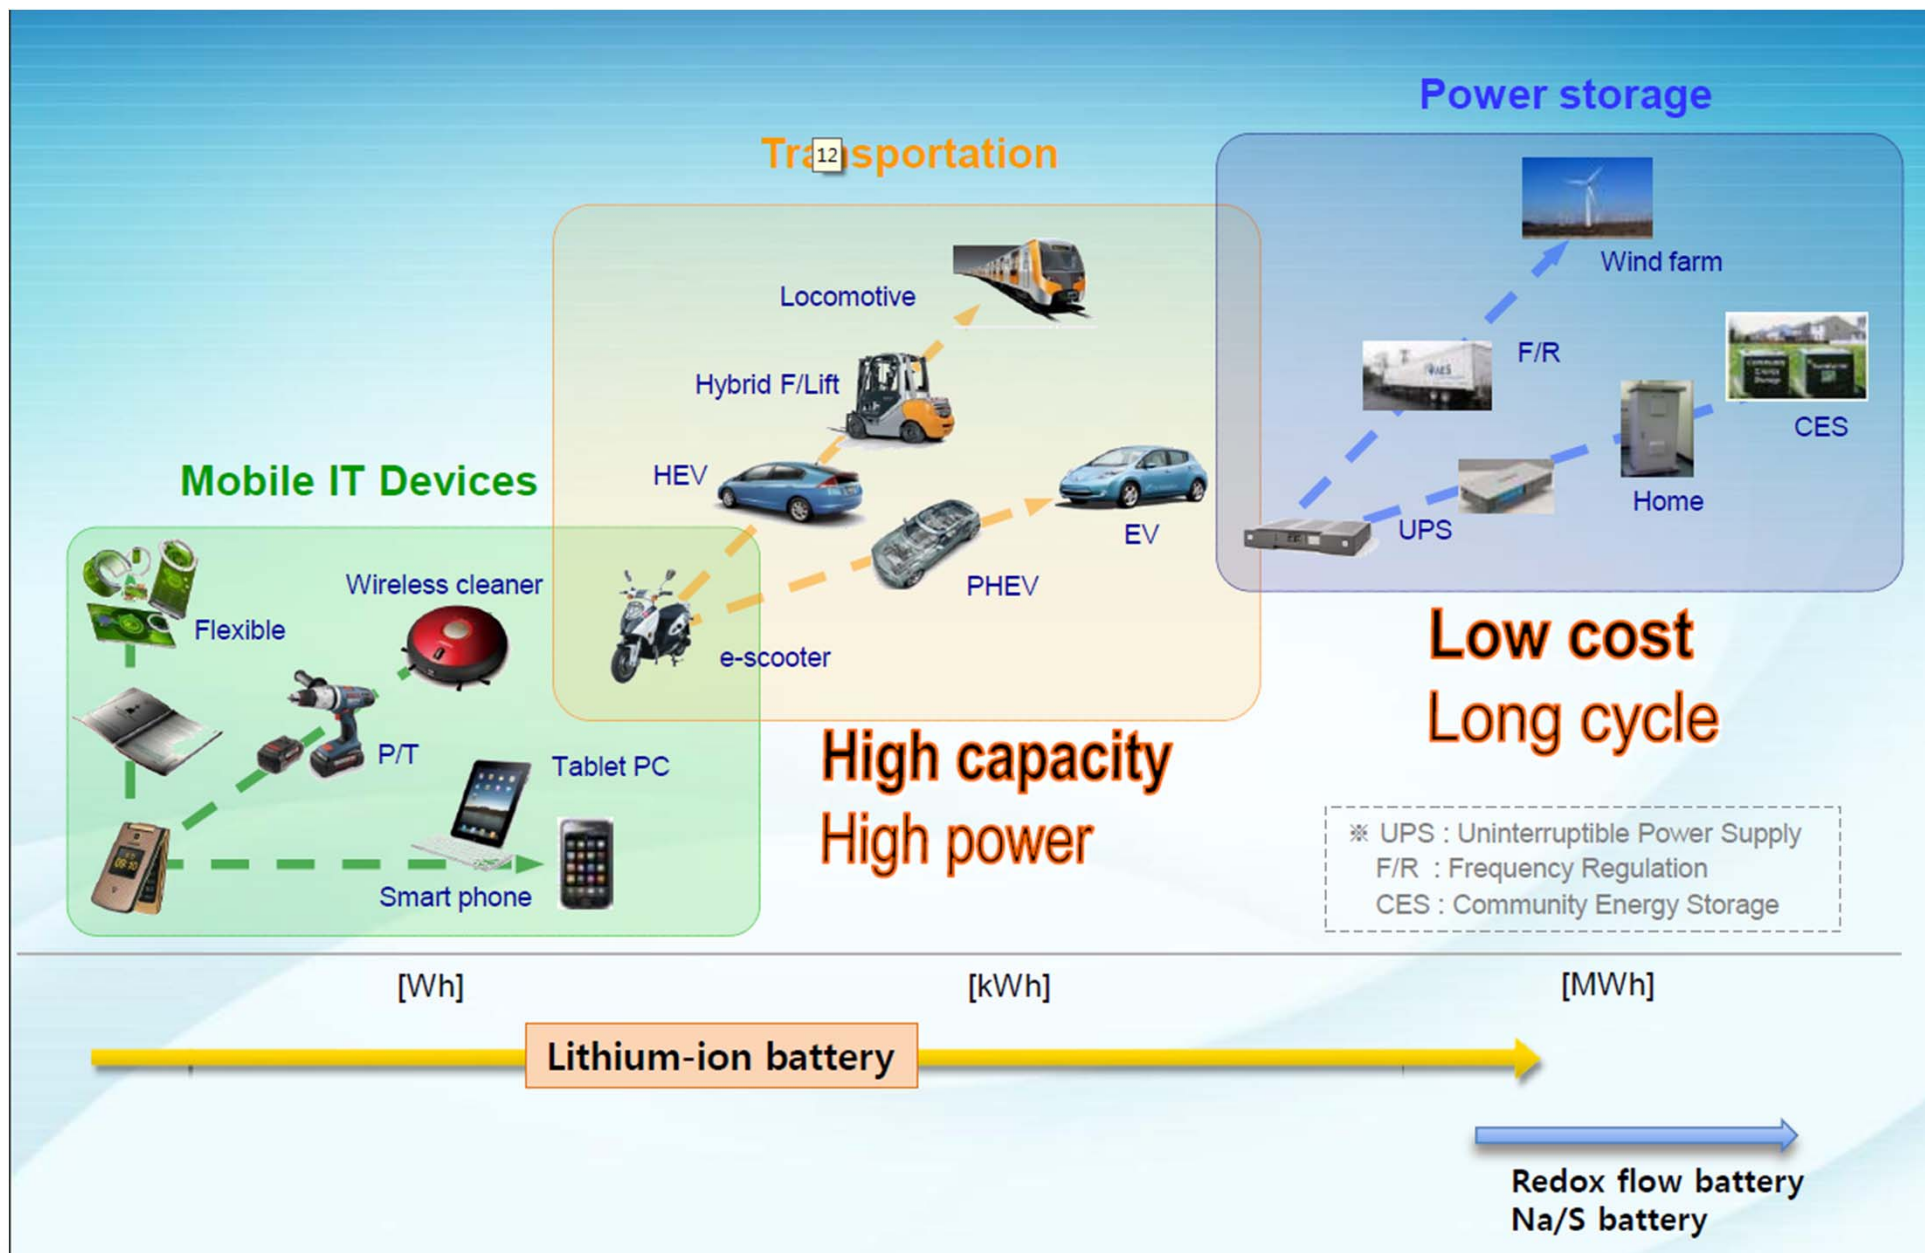 Power storage
Transportation
12
Wind farm
Locomotive
F/R
Hybrid F/Lift
CES
Mobile IT Devices
HEV
EV
UPS
Home
Wireless cleaner
Flexible
PHEV
e-scooter
Low cost
Long cycle
P/T
Tablet PC
High capacity
High power
Smart phone
※ UPS : Uninterruptible Power Supply
F/R : Frequency Regulation
CES : Community Energy Storage
[Wh]
[kWh]
[MWh]
Lithium-ion battery
Redox flow battery
Na/S battery